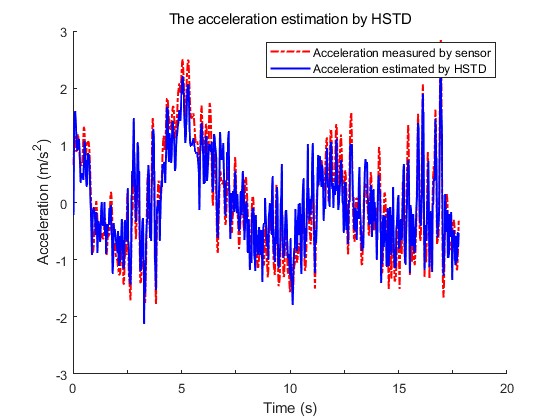 The acceleration estimation by HSTD
Acceleration measured by sensor
Acceleration estimated by HSTD
Acceleration (m/s²)
3
2
1
0
-1
-2
-3
0
5
10
15
20
Time (s)